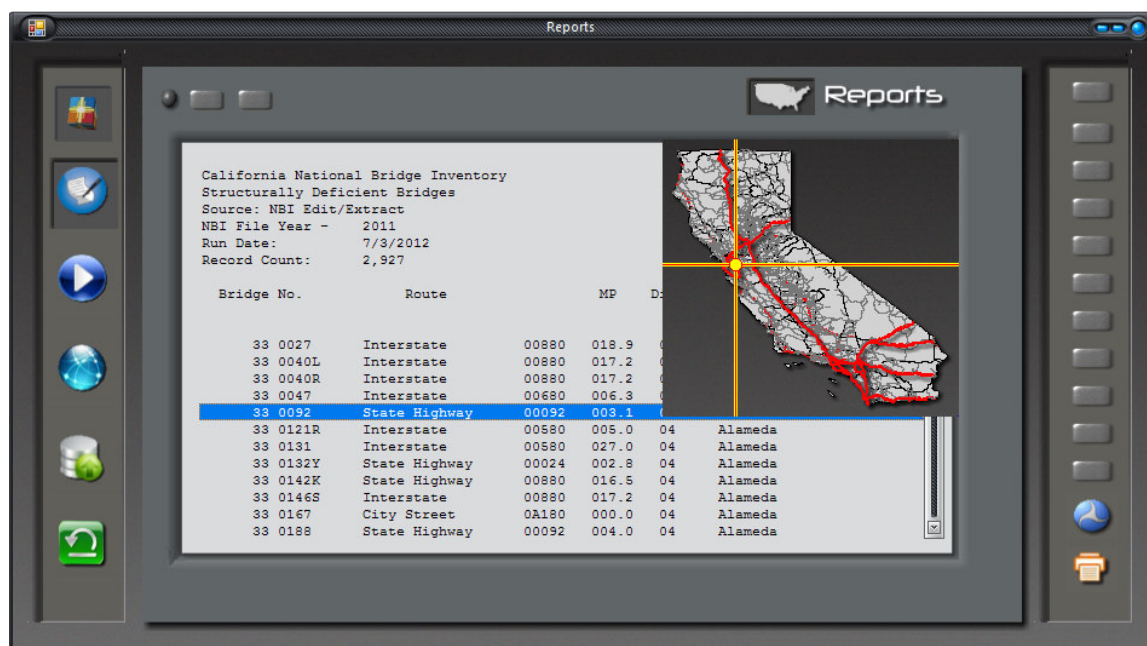 Reports
Reports
California National Bridge Inventory
Structurally Deficient Bridges
Source: NBI Edit/Extract
NBI File Year - 2011
Run Date: 7/3/2012
Record Count: 2,927
Bridge No. Route MP
33 0027 Interstate 00880 018.9
33 0040L Interstate 00880 017.2
33 0040R Interstate 00880 017.2
33 0047 Interstate 00680 006.3
33 0092 State Highway 00092 003.1
33 0121R Interstate 00580 005.0 04 Alameda
33 0131 Interstate 00580 027.0 04 Alameda
33 0132Y State Highway 00024 002.8 04 Alameda
33 0142K State Highway 00880 016.5 04 Alameda
33 0146S Interstate 00880 017.2 04 Alameda
33 0167 City Street 0A180 000.0 04 Alameda
33 0188 State Highway 00092 004.0 04 Alameda